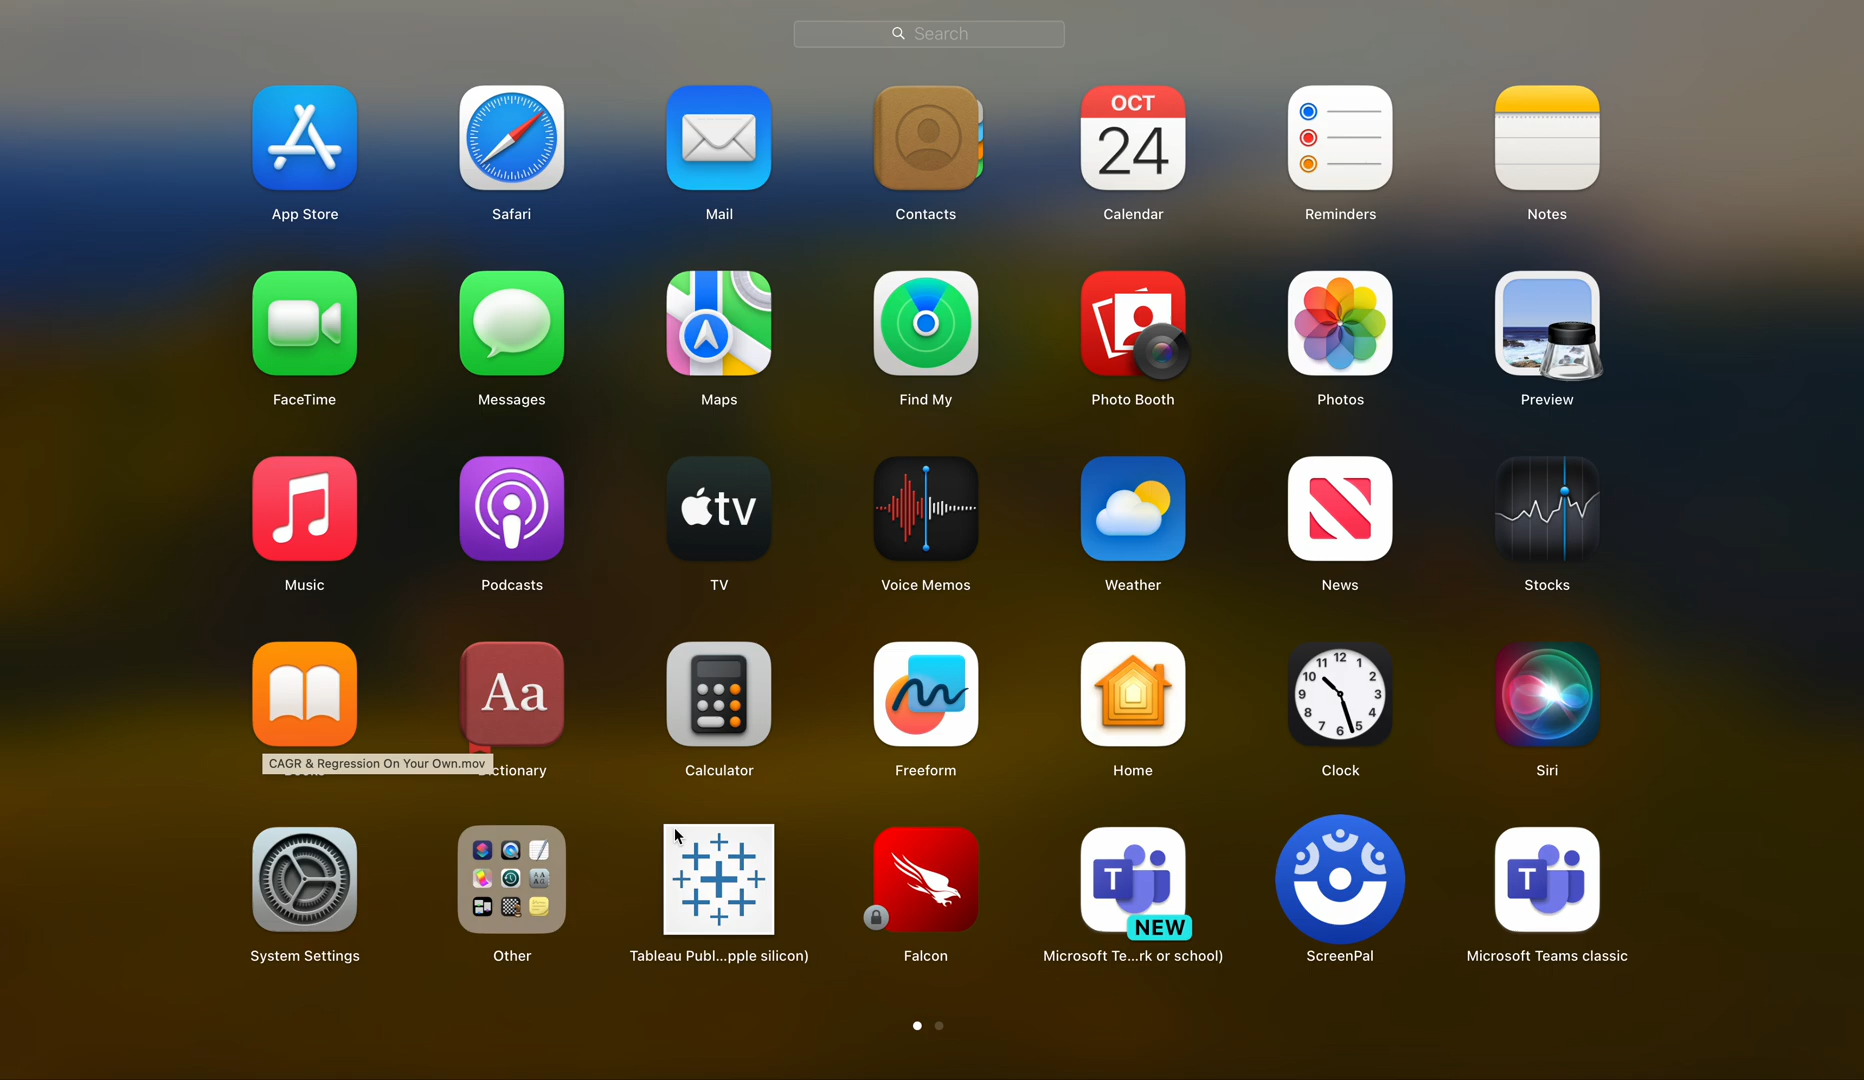 Search
OCT
24
App Store
Safari
Mail
Contacts
Calendar
Reminders
Notes
FaceTime
Messages
Maps
Find My
Photo Booth
Photos
Preview
tv
Music
Podcasts
TV
Voice Memos
Weather
News
Stocks
Aa
12
11 1
10 2
9 3
8 4
7 5
6
CAGR & Regression On Your Own.mov
ctionary
Calculator
Freeform
Home
Clock
Siri
T
NEW
T
System Settings
Other
Tableau Publ...pple silicon)
Falcon
Microsoft Te...rk or school)
ScreenPal
Microsoft Teams classic